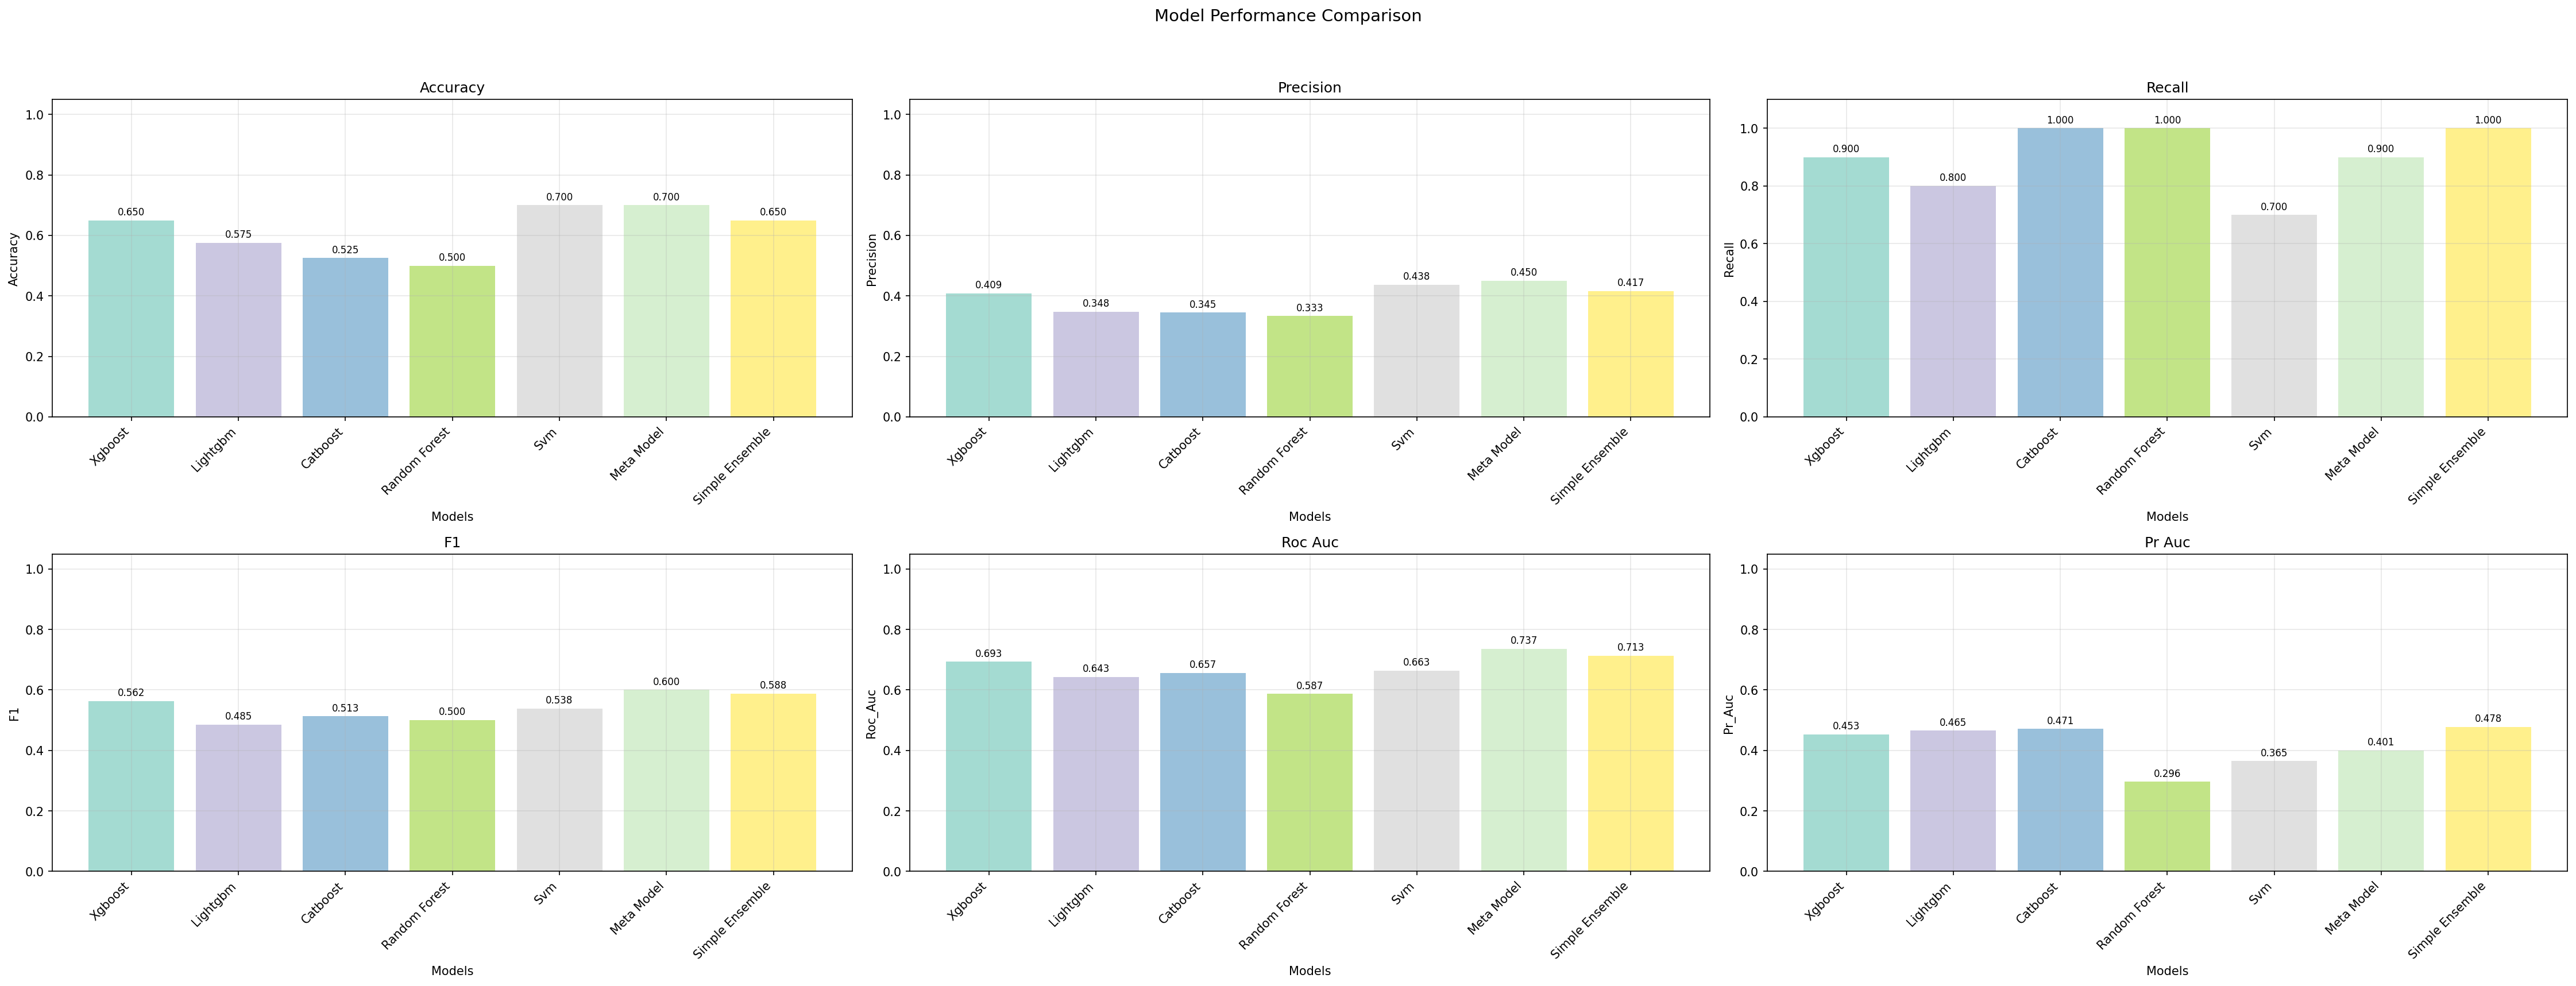 Model Performance Comparison
Accuracy
Accuracy
1.0
0.8
0.6
0.4
0.2
0.0
0.650
0.575
0.525
0.500
0.700
0.700
0.650
Xgboost
Lightgbm
Catboost
Random Forest
Svm
Meta Model
Simple Ensemble
Models
Precision
Precision
1.0
0.8
0.6
0.4
0.2
0.0
0.409
0.348
0.345
0.333
0.438
0.450
0.417
Xgboost
Lightgbm
Catboost
Random Forest
Svm
Meta Model
Simple Ensemble
Models
Recall
Recall
1.0
0.8
0.6
0.4
0.2
0.0
0.900
0.800
1.000
1.000
0.700
0.900
1.000
Xgboost
Lightgbm
Catboost
Random Forest
Svm
Meta Model
Simple Ensemble
Models
F1
F1
1.0
0.8
0.6
0.4
0.2
0.0
0.562
0.485
0.513
0.500
0.538
0.600
0.588
Xgboost
Lightgbm
Catboost
Random Forest
Svm
Meta Model
Simple Ensemble
Models
Roc Auc
Roc_Auc
1.0
0.8
0.6
0.4
0.2
0.0
0.693
0.643
0.657
0.587
0.663
0.737
0.713
Xgboost
Lightgbm
Catboost
Random Forest
Svm
Meta Model
Simple Ensemble
Models
Pr Auc
Pr_Auc
1.0
0.8
0.6
0.4
0.2
0.0
0.453
0.465
0.471
0.296
0.365
0.401
0.478
Xgboost
Lightgbm
Catboost
Random Forest
Svm
Meta Model
Simple Ensemble
Models